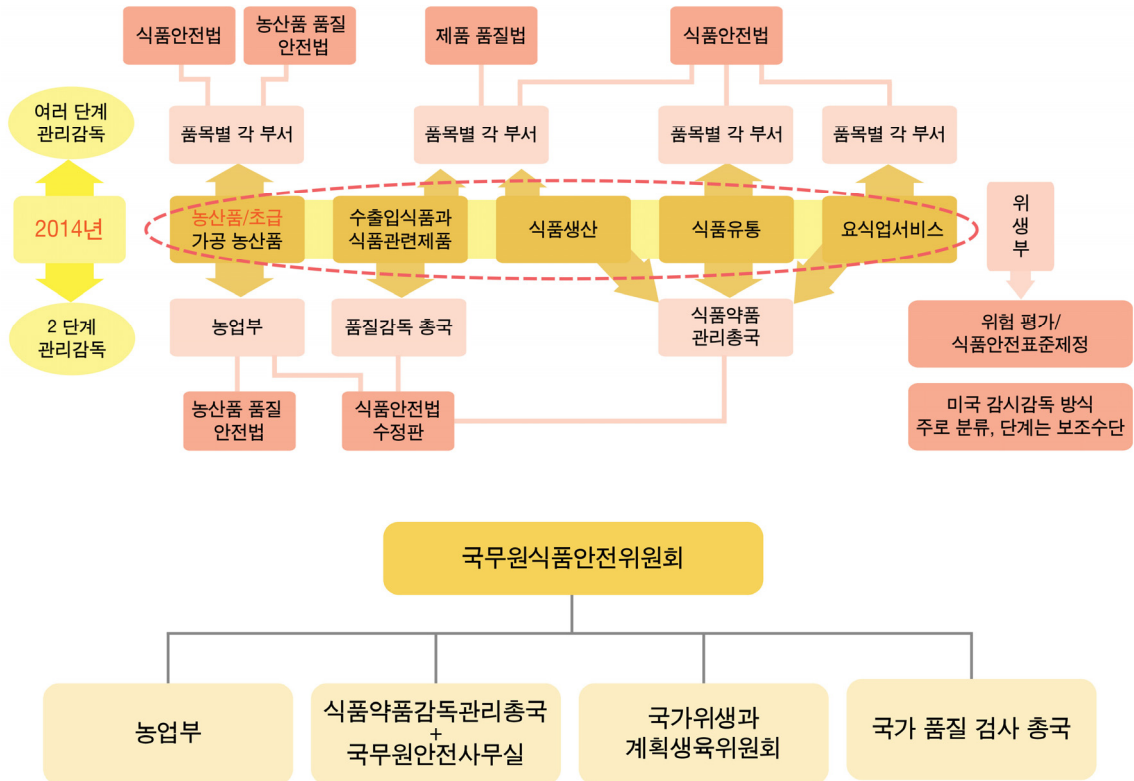 식품안전법
농산품 품질
안전법
제품 품질법
식품안전법
여러 단계
관리감독
품목별 각 부서
품목별 각 부서
품목별 각 부서
품목별 각 부서
2014년
농산품/초급
가공 농산품
수출입식품과
식품관련제품
식품생산
식품유통
요식업서비스
위
생
부
2 단계
관리감독
농업부
품질감독 총국
식품약품
관리총국
위험 평가/
식품안전표준제정
농산품 품질
안전법
식품안전법
수정판
미국 감시감독 방식
주로 분류, 단계는 보조수단
국무원식품안전위원회
농업부
식품약품감독관리총국
+
국무원안전사무실
국가위생과
계획생육위원회
국가 품질 검사 총국